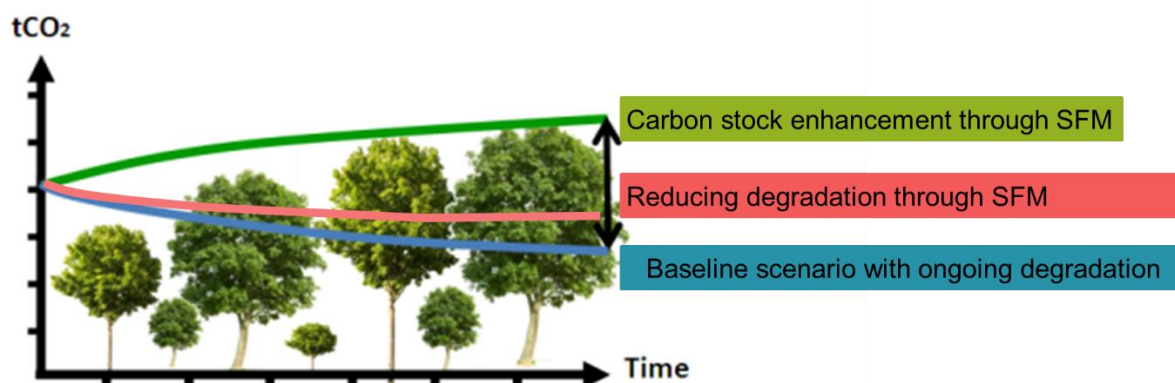 tCO₂
Carbon stock enhancement through SFM
Reducing degradation through SFM
Baseline scenario with ongoing degradation
Time